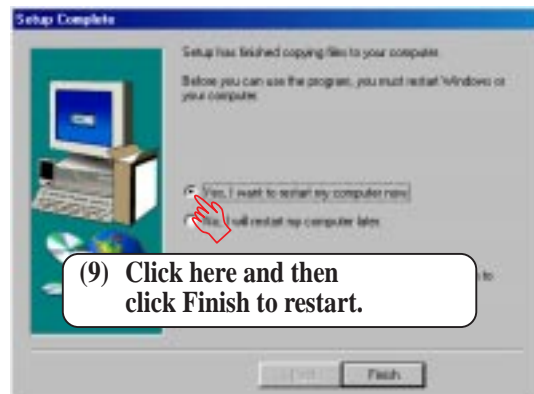 Setup Complete
Setup has finished copying files to your computer.
Before you can use the program, you must restart Windows or
your computer.
Yes, I want to restart my computer now.
No, I will restart my computer later.
(9) Click here and then
click Finish to restart.
to
Finish